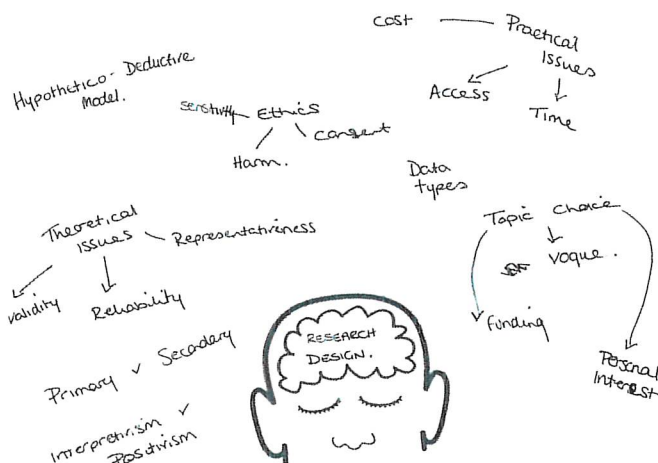 Cost
Practical
Issues
Access
Time
Hypothetico-Deductive
Model.
Sensitivity
Ethics
Consent
Harm.
Data
types
Theoretical
issues
Representativeness
Validity
Reliability
Topic Choice
Vogue.
Funding
Personal
Interest
Primary v Secondary
Interpretivism v
Positivism
RESEARCH
DESIGN.